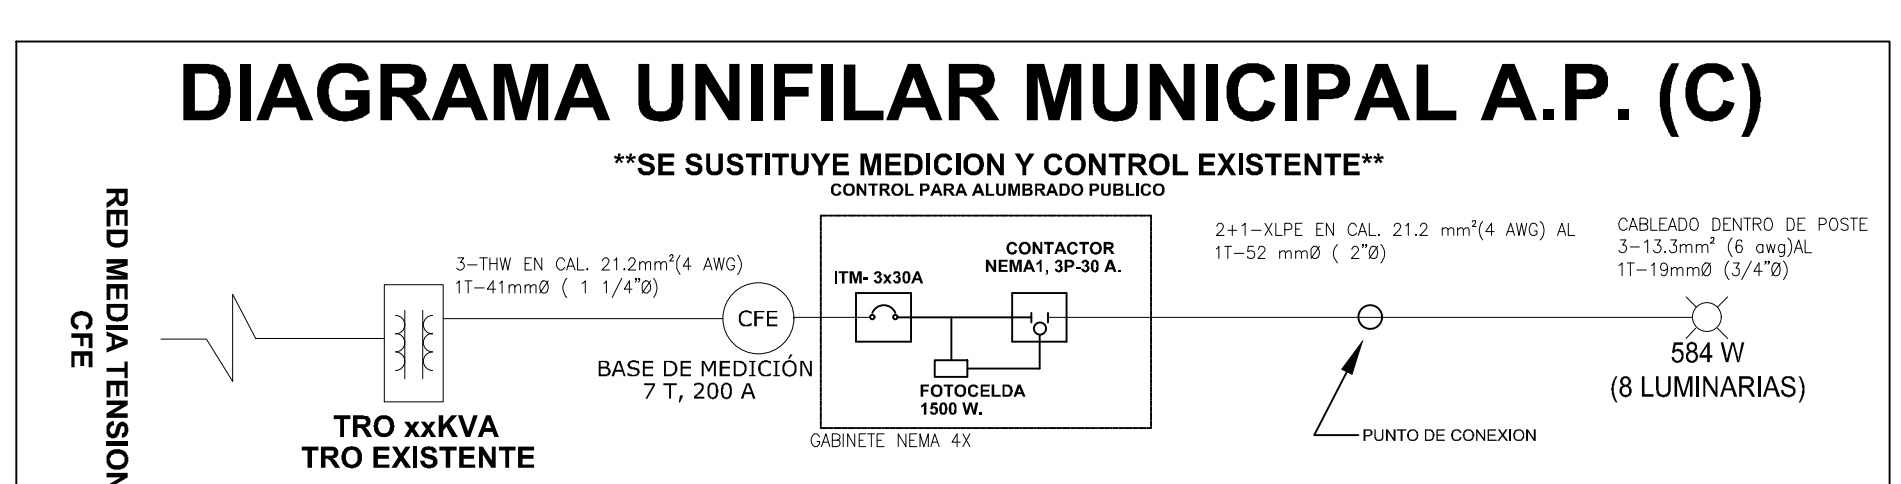 DIAGRAMA UNIFILAR MUNICIPAL A.P. (C)
**SE SUSTITUYE MEDICION Y CONTROL EXISTENTE**
CONTROL PARA ALUMBRADO PUBLICO
RED MEDIA TENSION
CFE
3-THW EN CAL. 21.2mm²(4 AWG)
1T-41mmØ ( 1 1/4"Ø)
TRO xxKVA
TRO EXISTENTE
CFE
BASE DE MEDICIÓN
7 T, 200 A
ITM- 3x30A
CONTACTOR
NEMA1, 3P-30 A.
FOTOCELDA
1500 W.
GABINETE NEMA 4X
2+1-XLPE EN CAL. 21.2 mm²(4 AWG) AL
1T-52 mmØ ( 2"Ø)
PUNTO DE CONEXION
CABLEADO DENTRO DE POSTE
3-13.3mm² (6 awg)AL
1T-19mmØ (3/4"Ø)
584 W
(8 LUMINARIAS)